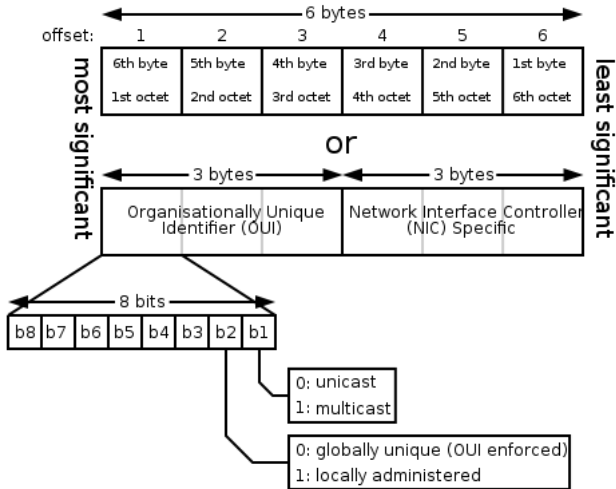 6 bytes
offset: 1 2 3 4 5 6
most significant
6th byte 5th byte 4th byte 3rd byte 2nd byte 1st byte
1st octet 2nd octet 3rd octet 4th octet 5th octet 6th octet
least significant
or
3 bytes 3 bytes
Organisationally Unique
Identifier (OUI)
Network Interface Controller
(NIC) Specific
8 bits
b8 b7 b6 b5 b4 b3 b2 b1
0: unicast
1: multicast
0: globally unique (OUI enforced)
1: locally administered